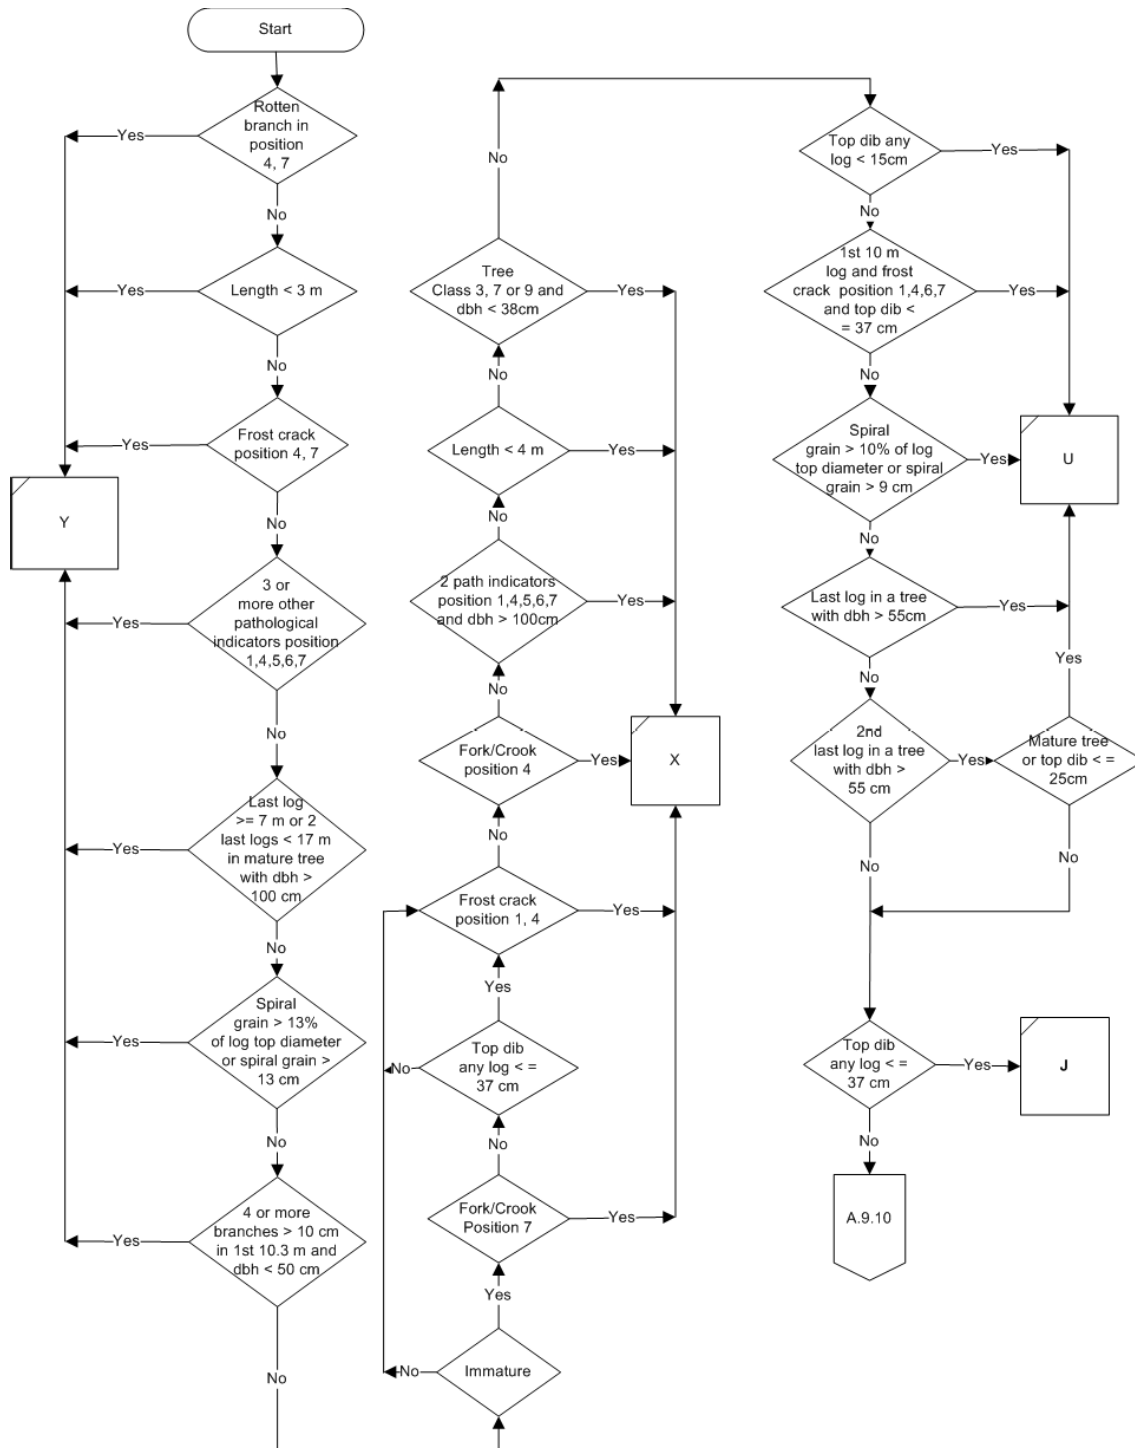 Start
Rotten
branch in
position
4, 7
Yes
No
Length < 3 m
Yes
No
Frost crack
position 4, 7
Yes
No
Y
3 or
more other
pathological
indicators position
1,4,5,6,7
Yes
No
Last log
>= 7 m or 2
last logs < 17 m
in mature tree
with dbh >
100 cm
Yes
No
Spiral
grain > 13%
of log top diameter
or spiral grain >
13 cm
Yes
No
4 or more
branches > 10 cm
in 1st 10.3 m and
dbh < 50 cm
Yes
No
Immature
No
Yes
Fork/Crook
Position 7
Yes
No
Top dib
any log < =
37 cm
No
Yes
Frost crack
position 1, 4
Yes
No
Fork/Crook
position 4
Yes
X
No
2 path indicators
position 1,4,5,6,7
and dbh > 100cm
Yes
No
Length < 4 m
Yes
No
Tree
Class 3, 7 or 9 and
dbh < 38cm
Yes
No
Top dib any
log < 15cm
Yes
No
1st 10 m
log and frost
crack position 1,4,6,7
and top dib <
= 37 cm
Yes
No
Spiral
grain > 10% of log
top diameter or spiral
grain > 9 cm
Yes
U
No
Last log in a tree
with dbh > 55cm
Yes
No
2nd
last log in a tree
with dbh >
55 cm
Yes
Mature tree
or top dib < =
25cm
Yes
No
No
Top dib
any log < =
37 cm
Yes
J
No
A.9.10